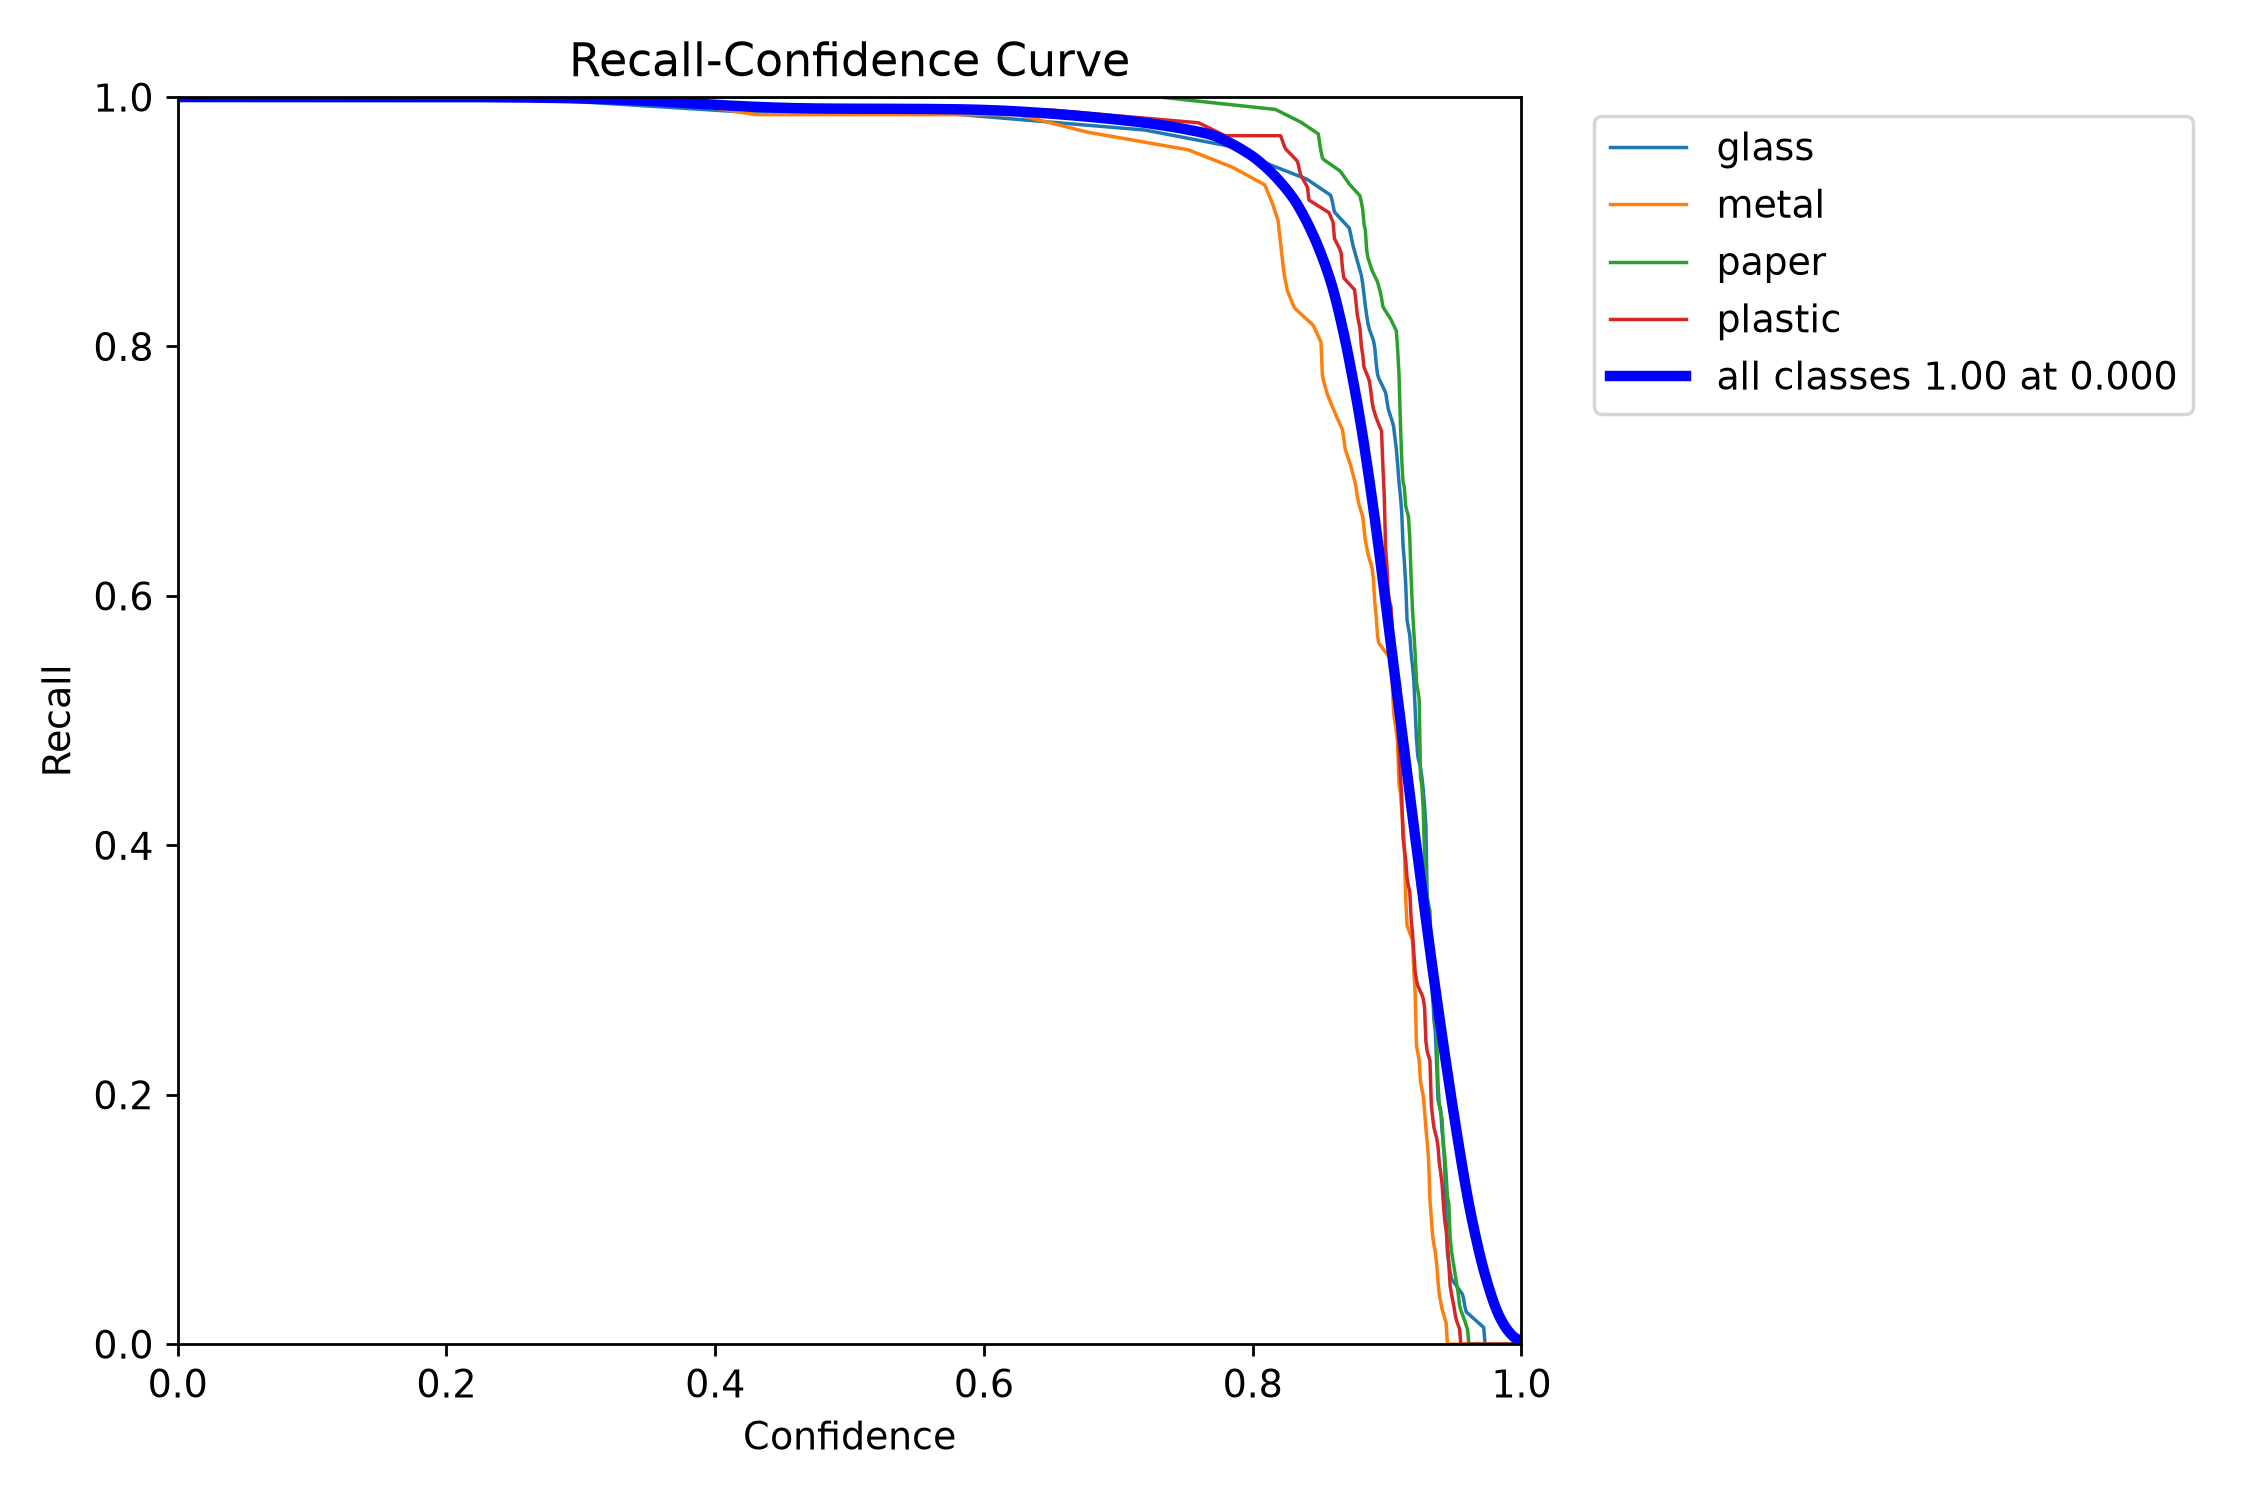 Recall-Confidence Curve
1.0
0.8
0.6
0.4
0.2
0.0
Recall
0.0 0.2 0.4 0.6 0.8 1.0
Confidence
glass
metal
paper
plastic
all classes 1.00 at 0.000